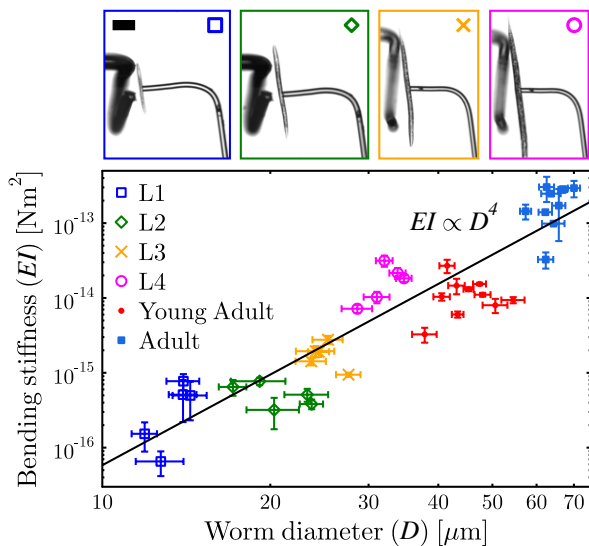 Bending stiffness (EI) [Nm²]
10⁻¹³
10⁻¹⁴
10⁻¹⁵
10⁻¹⁶
L1
L2
L3
L4
Young Adult
Adult
EI ∝ D⁴
10
20
30
40
50
60
70
Worm diameter (D) [μm]